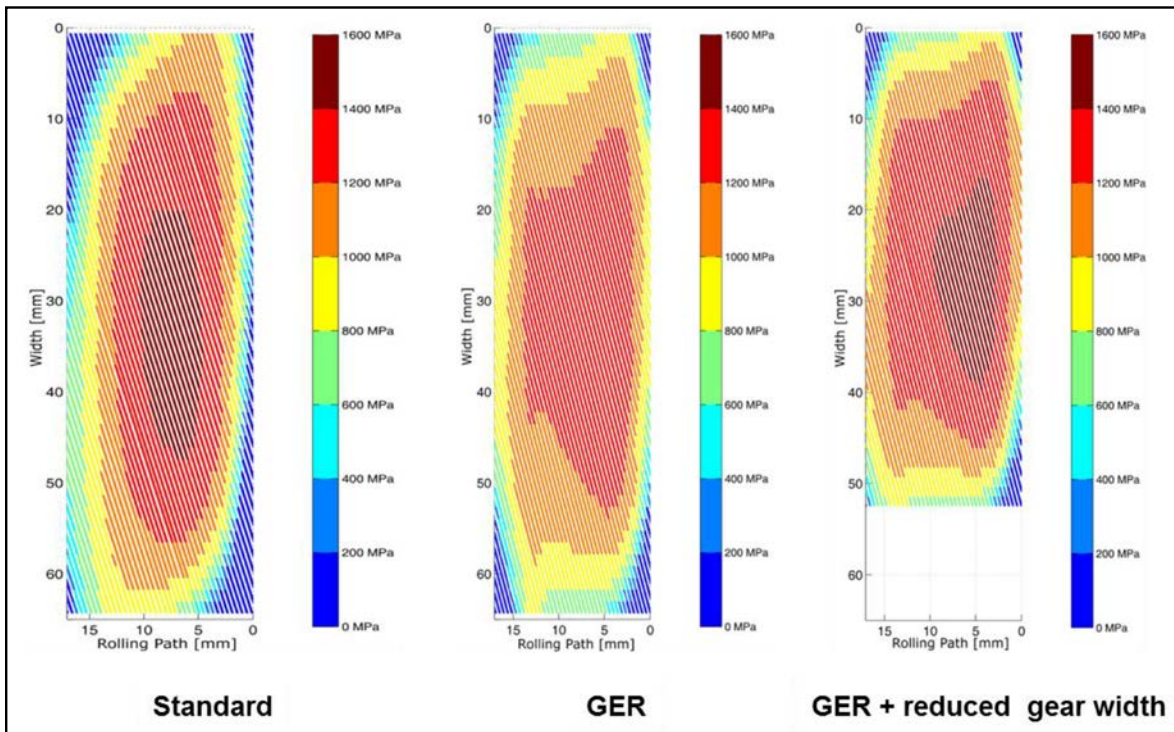 0
10
20
30
40
50
60
Width [mm]
15 10 5 0
Rolling Path [mm]
1600 MPa
1400 MPa
1200 MPa
1000 MPa
800 MPa
600 MPa
400 MPa
200 MPa
0 MPa
Standard
0
10
20
30
40
50
60
Width [mm]
15 10 5 0
Rolling Path [mm]
1600 MPa
1400 MPa
1200 MPa
1000 MPa
800 MPa
600 MPa
400 MPa
200 MPa
0 MPa
GER
0
10
20
30
40
50
60
Width [mm]
15 10 5 0
Rolling Path [mm]
1600 MPa
1400 MPa
1200 MPa
1000 MPa
800 MPa
600 MPa
400 MPa
200 MPa
0 MPa
GER + reduced gear width